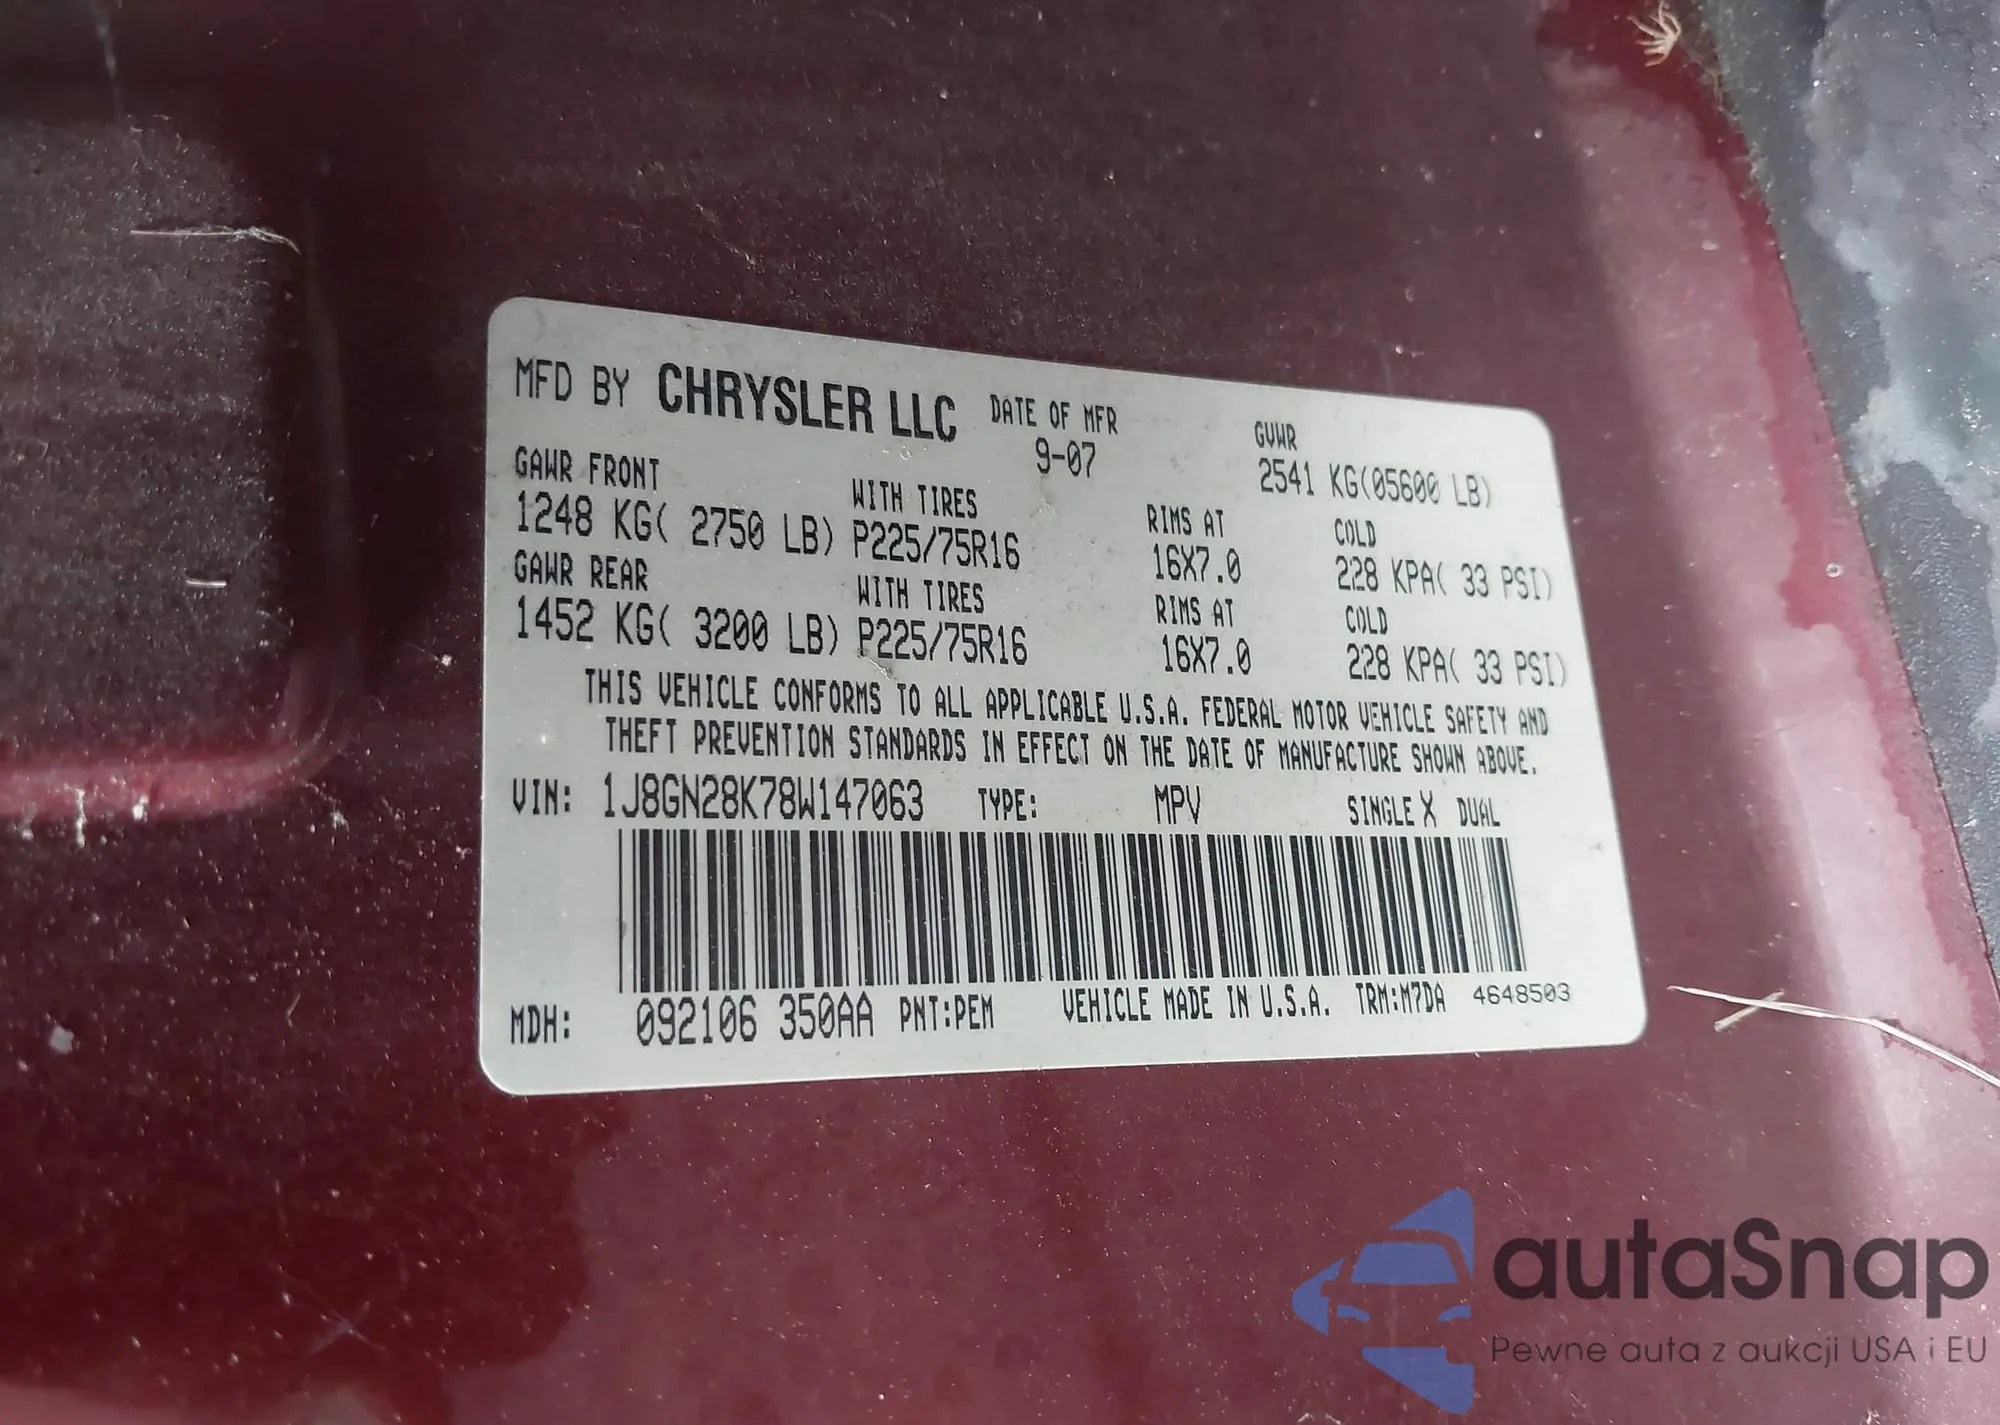 MFD BY CHRYSLER LLC DATE OF MFR GVWR
9-07 2541 KG(05600 LB)
GAWR FRONT WITH TIRES RIMS AT COLD
1248 KG( 2750 LB) P225/75R16 16X7.0 228 KPA( 33 PSI)
GAWR REAR WITH TIRES RIMS AT COLD
1452 KG( 3200 LB) P225/75R16 16X7.0 228 KPA( 33 PSI)
THIS VEHICLE CONFORMS TO ALL APPLICABLE U.S.A. FEDERAL MOTOR VEHICLE SAFETY AND
THEFT PREVENTION STANDARDS IN EFFECT ON THE DATE OF MANUFACTURE SHOWN ABOVE.
VIN: 1J8GN28K78W147063 TYPE: MPV SINGLE X DUAL
MDH: 092106 350AA PNT:PEM VEHICLE MADE IN U.S.A. TRM:M7DA 4648503
autaSnap
Pewne auta z aukcji USA i EU